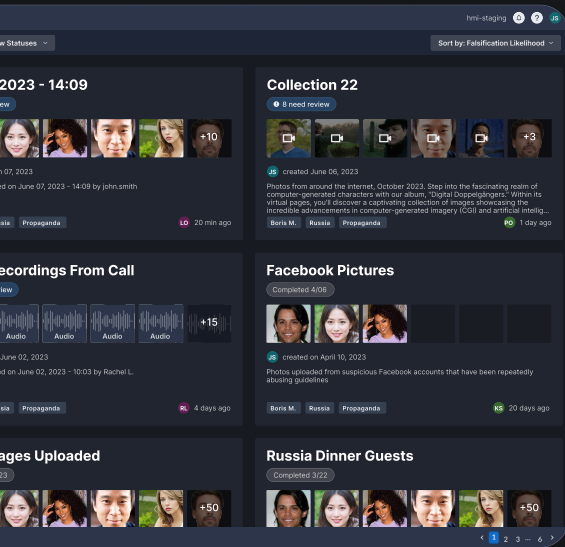 hmi-staging ? JS
w Statuses
Sort by: Falsification Likelihood
2023 - 14:09
ew
+10
n 07, 2023
ed on June 07, 2023 - 14:09 by john.smith
sia Propaganda
LO 20 min ago
Collection 22
8 need review
+3
JS created June 06, 2023
Photos from around the internet, October 2023. Step into the fascinating realm of
computer-generated characters with our album, "Digital Doppelgängers." Within its
virtual pages, you'll discover a captivating collection of images showcasing the
incredible advancements in computer-generated imagery (CGI) and artificial intellig...
Boris M. Russia Propaganda
PO 1 day ago
ecordings From Call
iew
Audio Audio Audio Audio +15
June 02, 2023
ed on June 02, 2023 - 10:03 by Rachel L.
sia Propaganda
RL 4 days ago
Facebook Pictures
Completed 4/06
JS created on April 10, 2023
Photos uploaded from suspicious Facebook accounts that have been repeatedly
abusing guidelines
Boris M. Russia Propaganda
KS 20 days ago
ages Uploaded
23
+50
Russia Dinner Guests
Completed 3/22
+50
1 2 3 ... 6